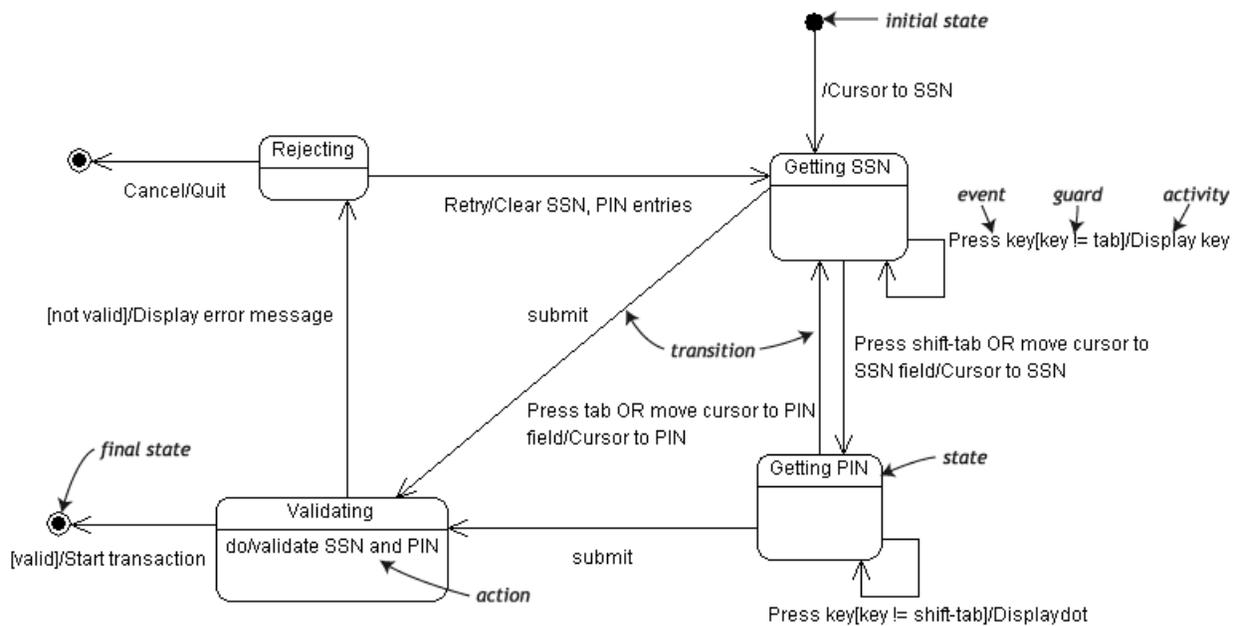 initial state
/Cursor to SSN
Rejecting
Getting SSN
Cancel/Quit
Retry/Clear SSN, PIN entries
event
guard
activity
Press key[key != tab]/Display key
[not valid]/Display error message
submit
transition
Press shift-tab OR move cursor to
SSN field/Cursor to SSN
Press tab OR move cursor to PIN
field/Cursor to PIN
final state
Getting PIN
state
Validating
do/validate SSN and PIN
[valid]/Start transaction
submit
action
Press key[key != shift-tab]/Displaydot